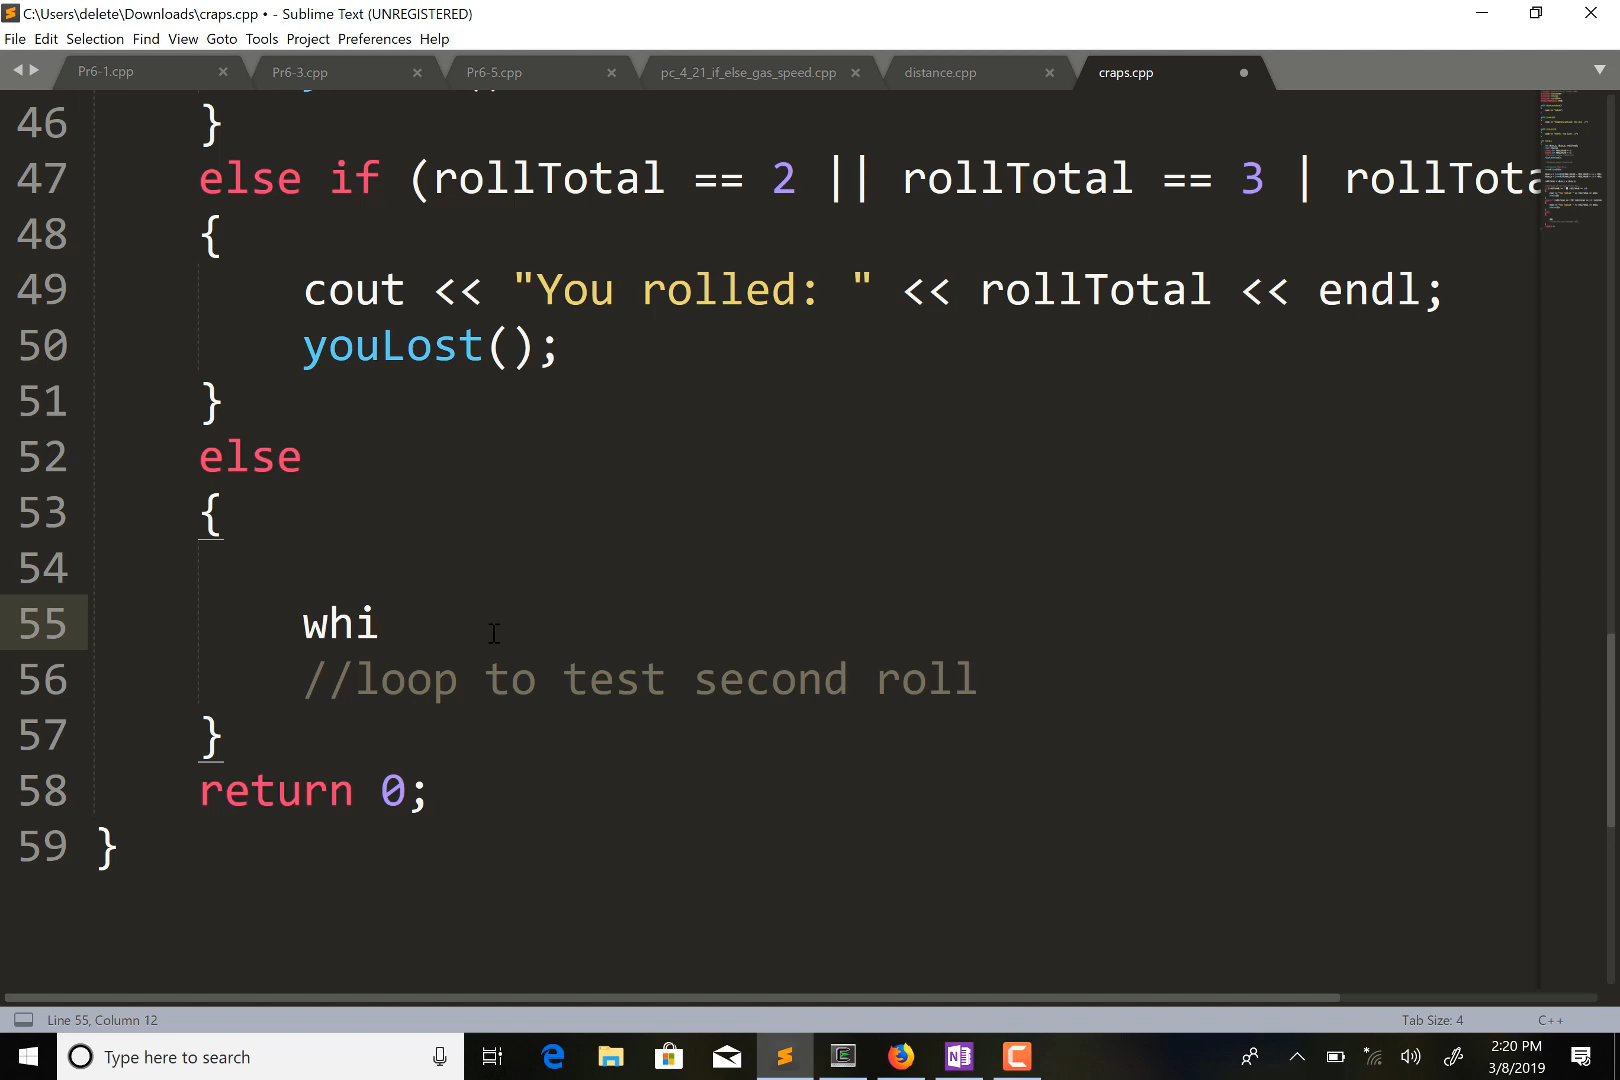 C:\Users\delete\Downloads\craps.cpp • - Sublime Text (UNREGISTERED)
File Edit Selection Find View Goto Tools Project Preferences Help
Pr6-1.cpp Pr6-3.cpp Pr6-5.cpp pc_4_21_if_else_gas_speed.cpp distance.cpp craps.cpp
46 }
47 else if (rollTotal == 2 || rollTotal == 3 | rollTota
48 {
49 cout << "You rolled: " << rollTotal << endl;
50 youLost();
51 }
52 else
53 {
54
55 whi
56 //loop to test second roll
57 }
58 return 0;
59 }
Line 55, Column 12 Tab Size: 4 C++
Type here to search
2:20 PM
3/8/2019